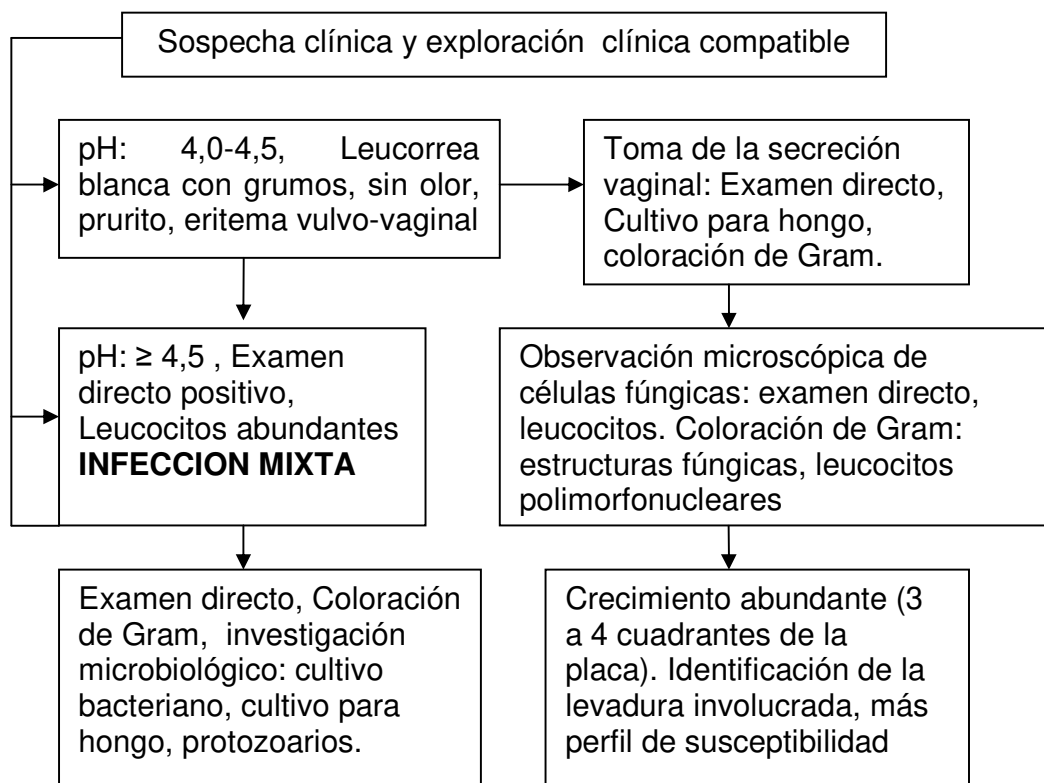 Sospecha clínica y exploración clínica compatible
pH: 4,0-4,5, Leucorrea
blanca con grumos, sin olor,
prurito, eritema vulvo-vaginal
Toma de la secreción
vaginal: Examen directo,
Cultivo para hongo,
coloración de Gram.
pH: ≥ 4,5 , Examen
directo positivo,
Leucocitos abundantes
INFECCION MIXTA
Observación microscópica de
células fúngicas: examen directo,
leucocitos. Coloración de Gram:
estructuras fúngicas, leucocitos
polimorfonucleares
Examen directo, Coloración
de Gram, investigación
microbiológico: cultivo
bacteriano, cultivo para
hongo, protozoarios.
Crecimiento abundante (3
a 4 cuadrantes de la
placa). Identificación de la
levadura involucrada, más
perfil de susceptibilidad